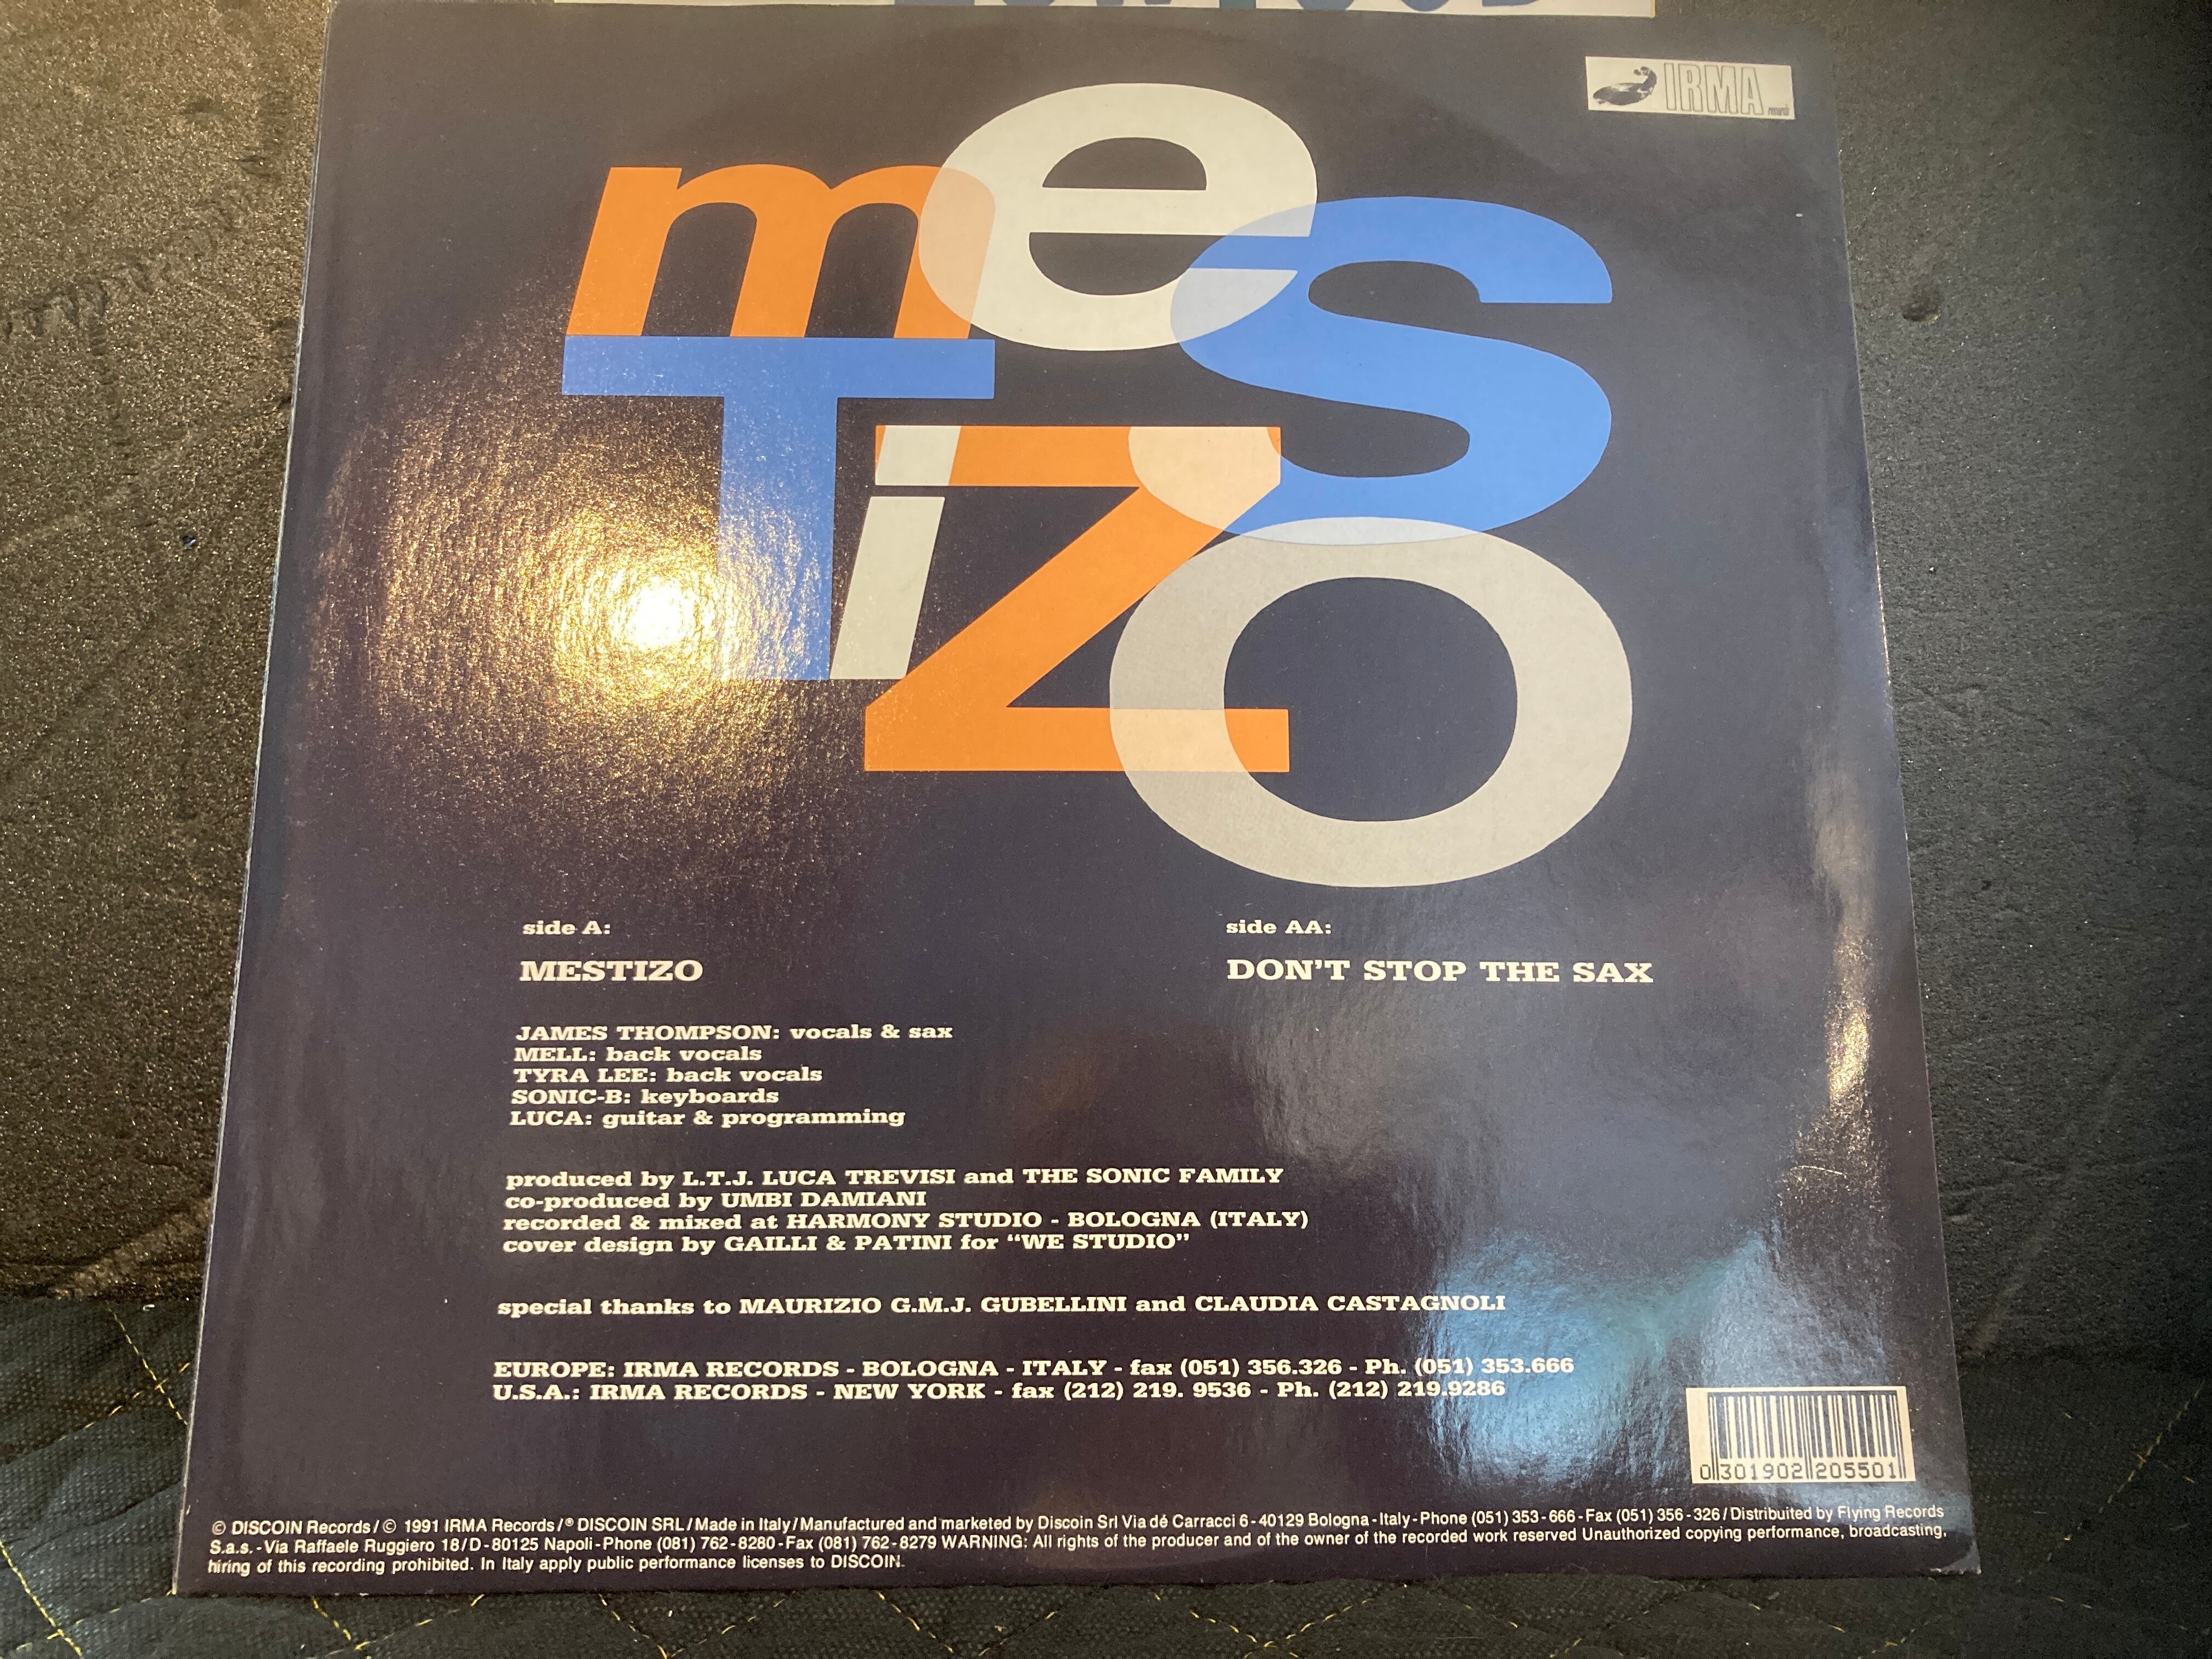 IRMA records
mesTizo
side A:
side AA:
MESTIZO
DON'T STOP THE SAX
JAMES THOMPSON: vocals & sax
MELL: back vocals
TYRA LEE: back vocals
SONIC-B: keyboards
LUCA: guitar & programming
produced by L.T.J. LUCA TREVISI and THE SONIC FAMILY
co-produced by UMBI DAMIANI
recorded & mixed at HARMONY STUDIO - BOLOGNA (ITALY)
cover design by GAILLI & PATINI for “WE STUDIO”
special thanks to MAURIZIO G.M.J. GUBELLINI and CLAUDIA CASTAGNOLI
EUROPE: IRMA RECORDS - BOLOGNA - ITALY - fax (051) 356.326 - Ph. (051) 353.666
U.S.A.: IRMA RECORDS - NEW YORK - fax (212) 219. 9536 - Ph. (212) 219.9286
0 301902 205501
© DISCOIN Records / © 1991 IRMA Records / ® DISCOIN SRL / Made in Italy / Manufactured and marketed by Discoin Srl Via dé Carracci 6 - 40129 Bologna - Italy - Phone (051) 353 - 666 - Fax (051) 356 - 326 / Distribuited by Flying Records
S.a.s. - Via Raffaele Ruggiero 18 / D - 80125 Napoli - Phone (081) 762 - 8280 - Fax (081) 762 - 8279 WARNING: All rights of the producer and of the owner of the recorded work reserved Unauthorized copying performance, broadcasting,
hiring of this recording prohibited. In Italy apply public performance licenses to DISCOIN.